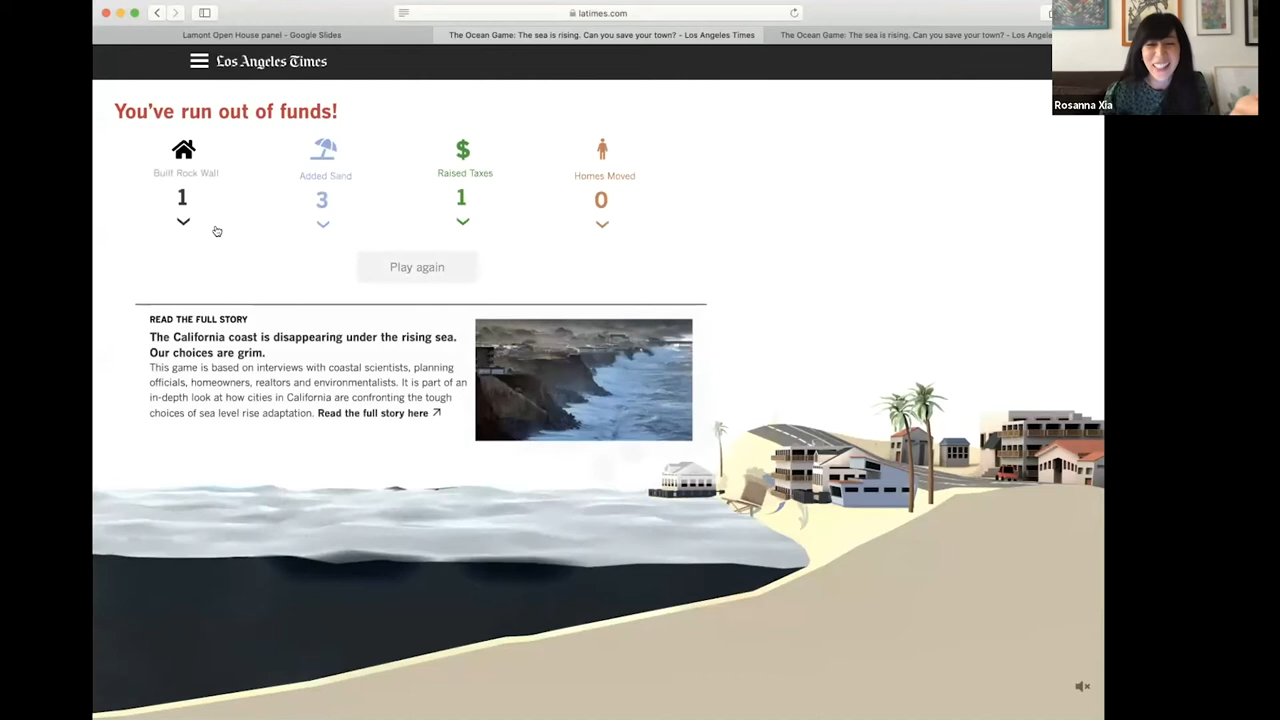 latimes.com
Lamont Open House panel - Google Slides
The Ocean Game: The sea is rising. Can you save your town? - Los Angeles Times
The Ocean Game: The sea is rising. Can you save your town? - Los Angele
Los Angeles Times
Rosanna Xia
You've run out of funds!
$
Built Rock Wall
Added Sand
Raised Taxes
Homes Moved
1
3
1
0
Play again
READ THE FULL STORY
The California coast is disappearing under the rising sea.
Our choices are grim.
This game is based on interviews with coastal scientists, planning
officials, homeowners, realtors and environmentalists. It is part of an
in-depth look at how cities in California are confronting the tough
choices of sea level rise adaptation. Read the full story here